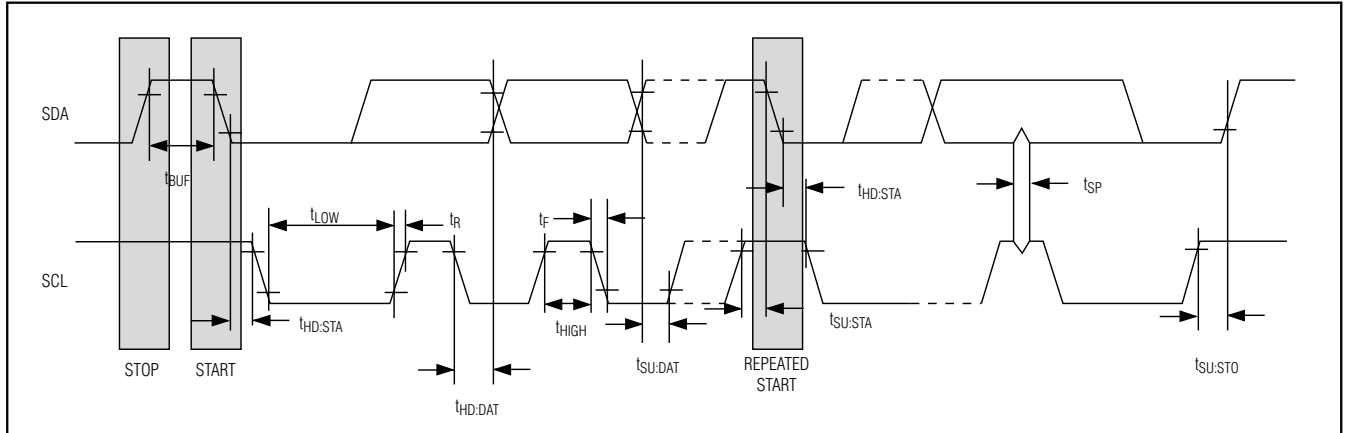 SDA
tBUF
tHD:STA
tSP
tLOW
tR
tF
SCL
tHD:STA
tHIGH
tSU:STA
STOP
START
tSU:DAT
REPEATED
START
tSU:STO
tHD:DAT